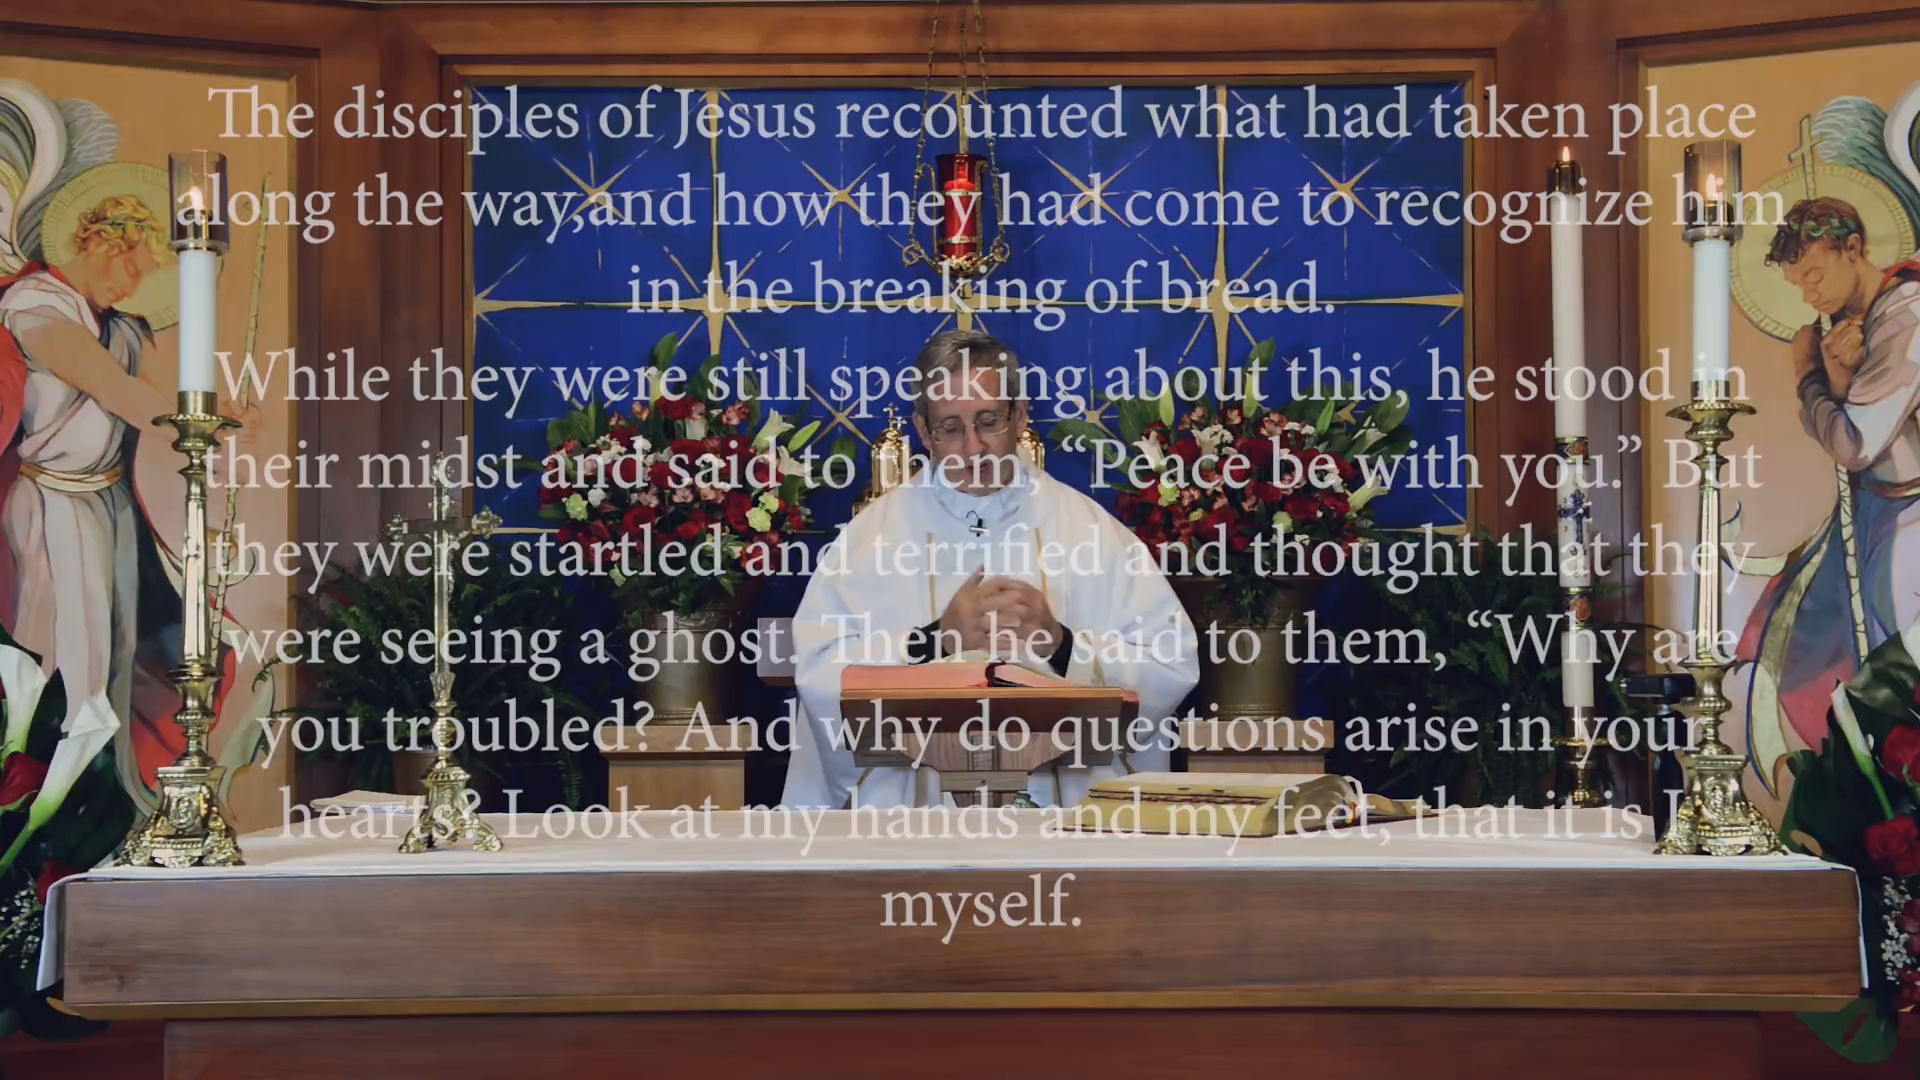 The disciples of Jesus recounted what had taken place
along the way,and how they had come to recognize him
in the breaking of bread.
While they were still speaking about this, he stood in
their midst and said to them, “Peace be with you.” But
they were startled and terrified and thought that they
were seeing a ghost. Then he said to them, “Why are
you troubled? And why do questions arise in your
hearts? Look at my hands and my feet, that it is I
myself.